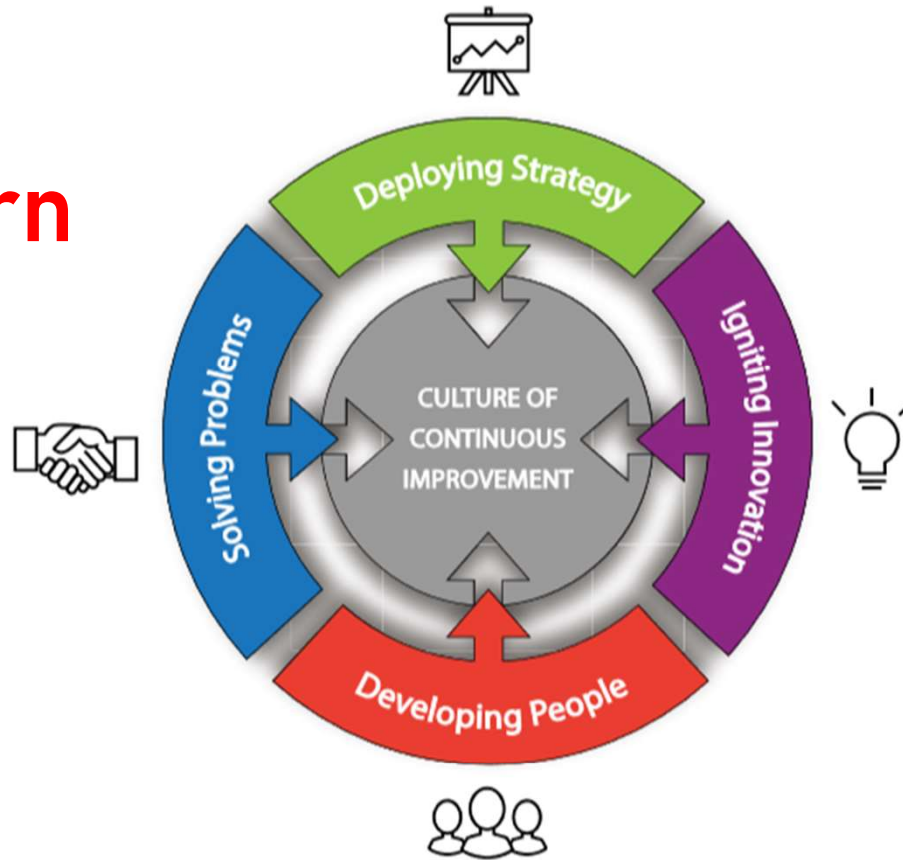 Deploying Strategy
rn
Solving Problems
Igniting Innovation
CULTURE OF
CONTINUOUS
IMPROVEMENT
Developing People